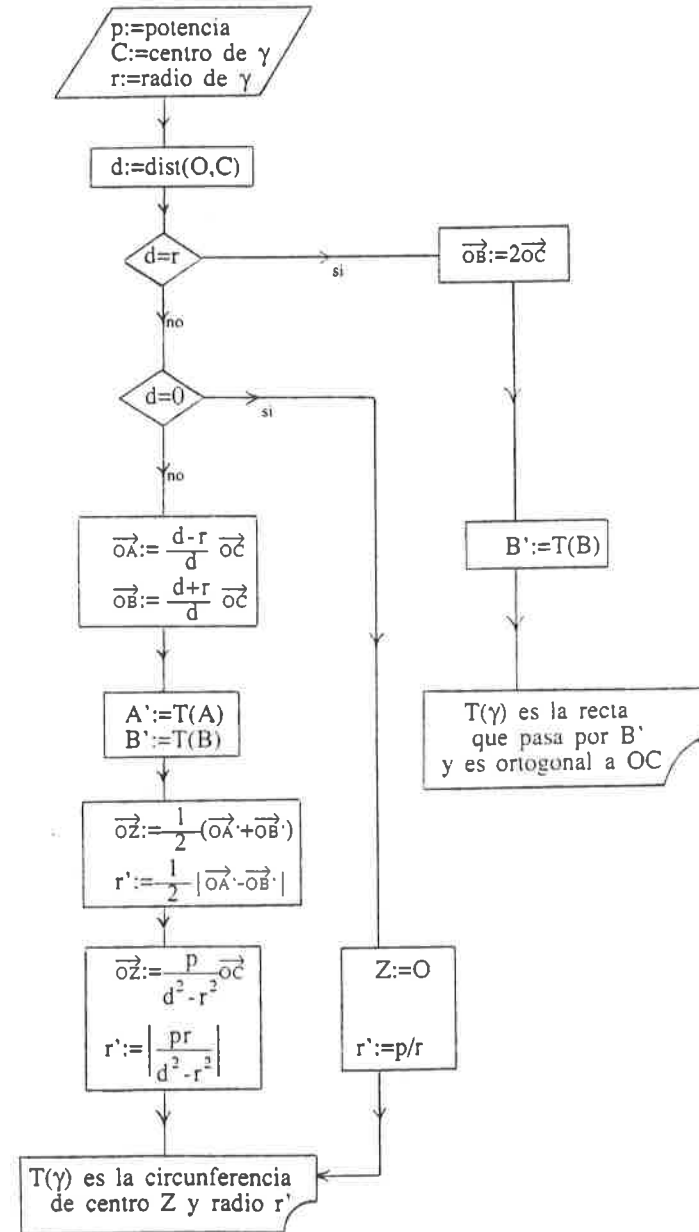 p:=potencia
C:=centro de γ
r:=radio de γ
d:=dist(O,C)
d=r
si
no
OB:=2OC
d=0
si
no
OA:= d-r/d OC
OB:= d+r/d OC
B':=T(B)
A':=T(A)
B':=T(B)
T(γ) es la recta
que pasa por B'
y es ortogonal a OC
OZ:= 1/2 (OA'+OB')
r':= 1/2 |OA'-OB'|
OZ:= p/d²-r² OC
r':= |pr/d²-r²|
Z:=O
r':=p/r
T(γ) es la circunferencia
de centro Z y radio r'